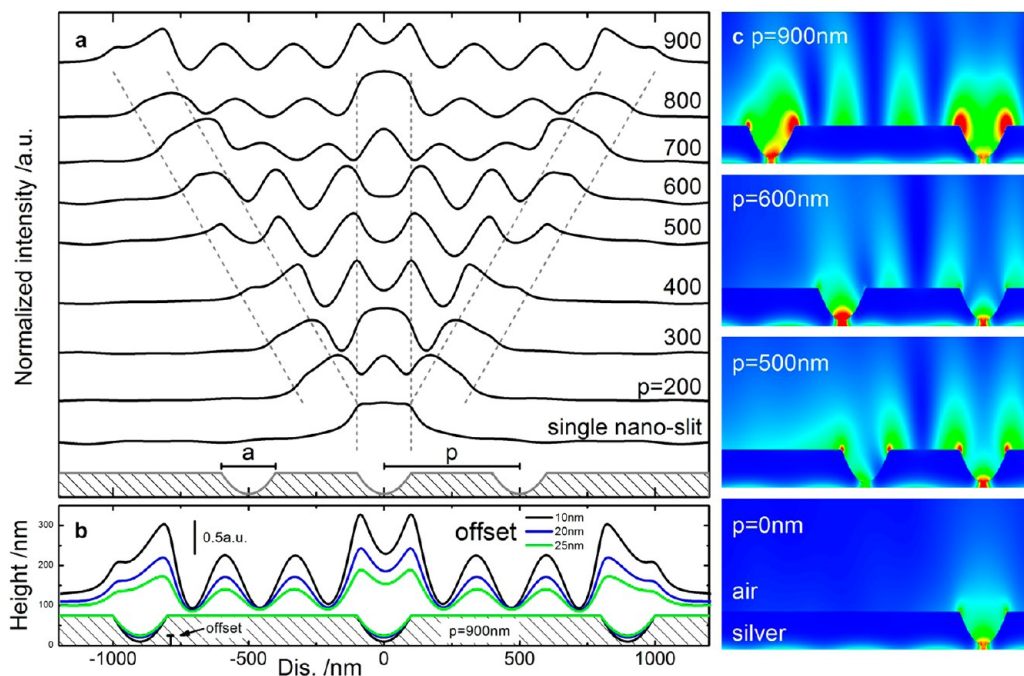 a
900
800
700
600
500
400
300
p=200
single nano-slit
Normalized intensity /a.u.
a
p
b
0.5a.u.
offset
10nm
20nm
25nm
300
200
100
0
Height /nm
offset
p=900nm
-1000
-500
0
500
1000
Dis. /nm
c p=900nm
p=600nm
p=500nm
p=0nm
air
silver